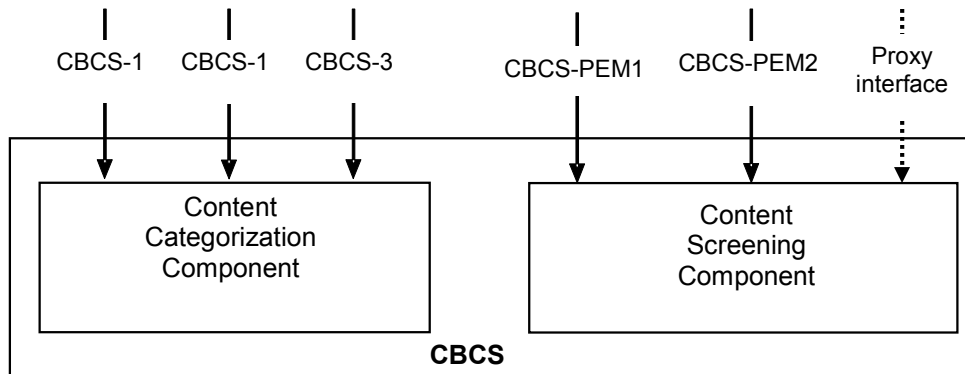 CBCS-1
CBCS-1
CBCS-3
CBCS-PEM1
CBCS-PEM2
Proxy
interface
Content
Categorization
Component
Content
Screening
Component
CBCS